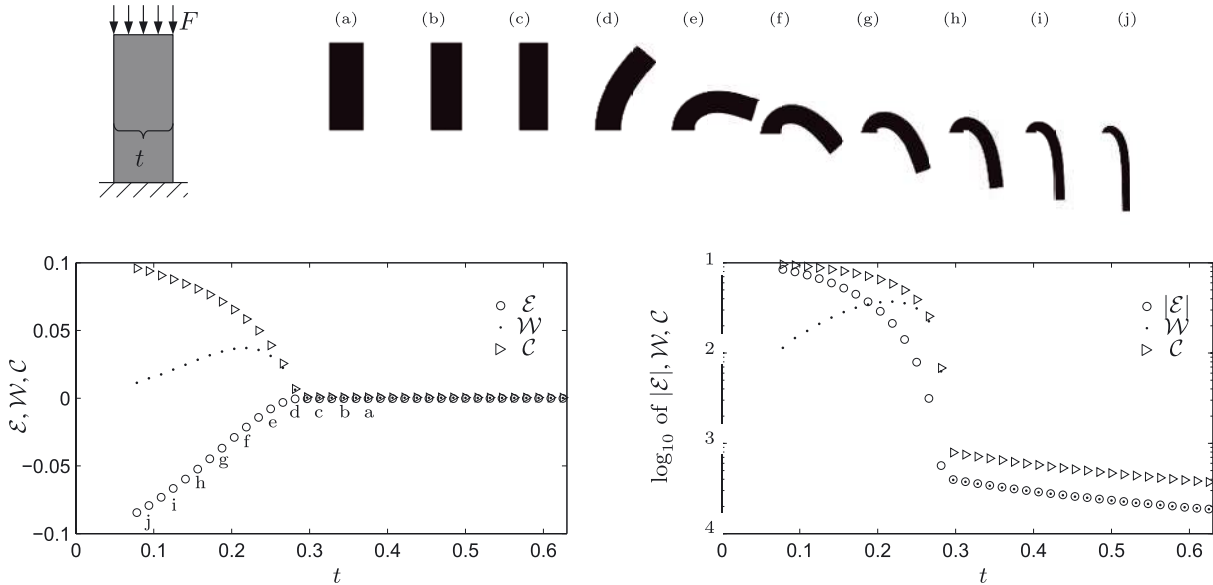 F
t
(a) (b) (c) (d) (e) (f) (g) (h) (i) (j)
ℰ, 𝒲, 𝒞
0.1
0.05
0
−0.05
−0.1
ℰ
𝒲
𝒞
d c b a
e
f
g
h
i
j
0 0.1 0.2 0.3 0.4 0.5 0.6
t
log₁₀ of |ℰ|, 𝒲, 𝒞
1
2
3
4
|ℰ|
𝒲
𝒞
0 0.1 0.2 0.3 0.4 0.5 0.6
t